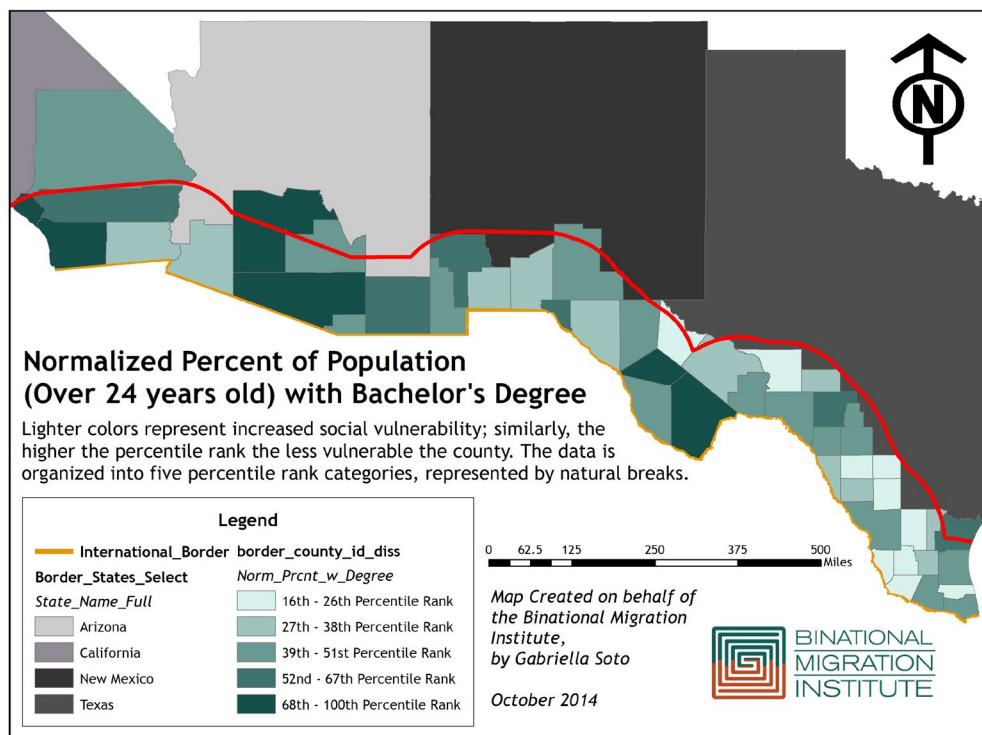 N
Normalized Percent of Population
(Over 24 years old) with Bachelor's Degree
Lighter colors represent increased social vulnerability; similarly, the
higher the percentile rank the less vulnerable the county. The data is
organized into five percentile rank categories, represented by natural breaks.
Legend
International_Border
Border_States_Select
State_Name_Full
Arizona
California
New Mexico
Texas
border_county_id_diss
Norm_Prcnt_w_Degree
16th - 26th Percentile Rank
27th - 38th Percentile Rank
39th - 51st Percentile Rank
52nd - 67th Percentile Rank
68th - 100th Percentile Rank
0 62.5 125 250 375 500
Miles
Map Created on behalf of
the Binational Migration
Institute,
by Gabriella Soto
October 2014
BINATIONAL
MIGRATION
INSTITUTE